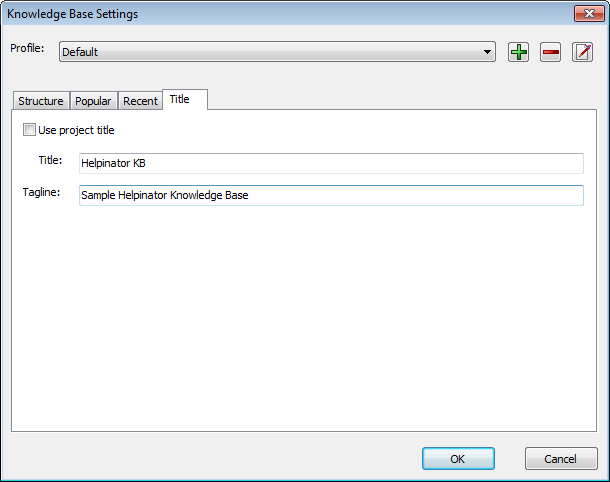 Knowledge Base Settings
Profile: Default
Structure Popular Recent Title
Use project title
Title: Helpinator KB
Tagline: Sample Helpinator Knowledge Base
OK Cancel